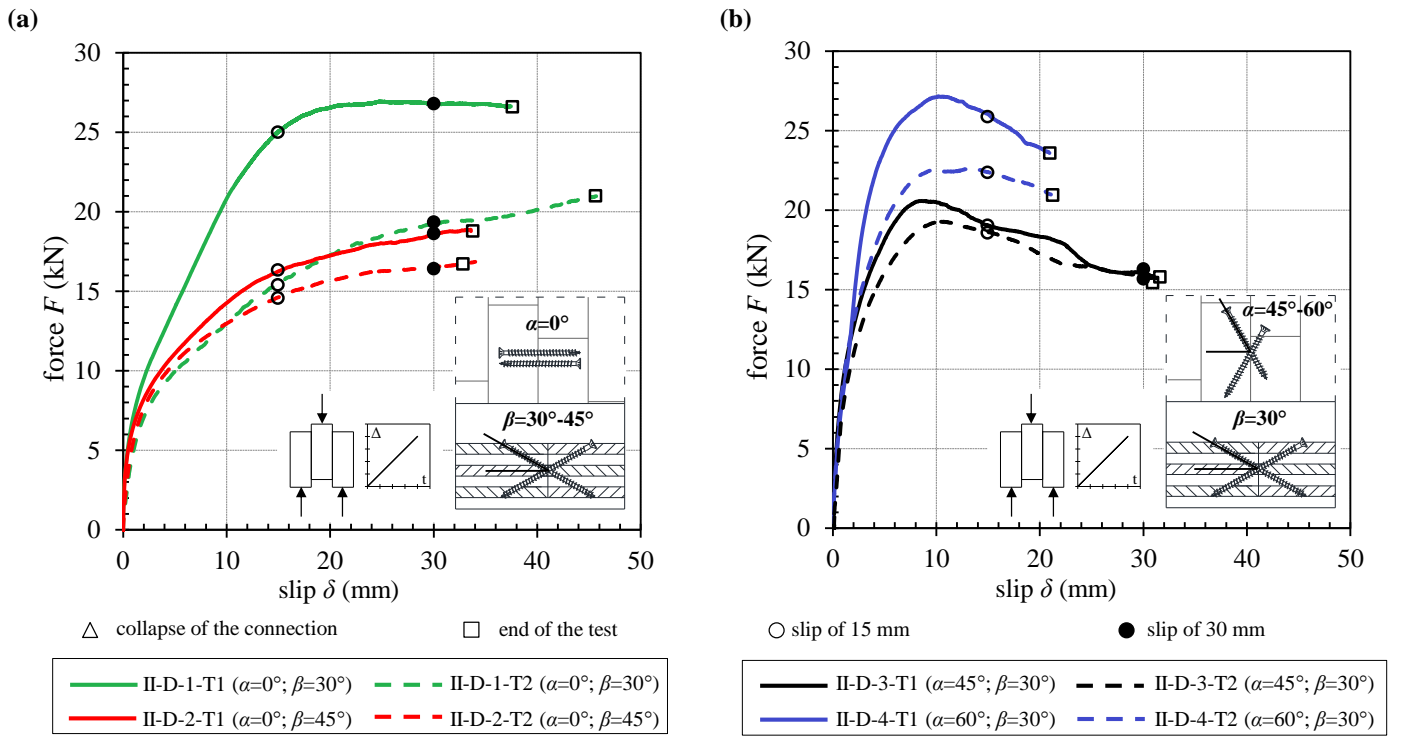 (a)
30
25
20
15
10
5
0
force F (kN)
0 10 20 30 40 50
slip δ (mm)
α=0°
β=30°-45°
Δ
t
(b)
30
25
20
15
10
5
0
force F (kN)
0 10 20 30 40 50
slip δ (mm)
α=45°-60°
β=30°
Δ
t
collapse of the connection end of the test slip of 15 mm slip of 30 mm
II-D-1-T1 (α=0°; β=30°) II-D-1-T2 (α=0°; β=30°)
II-D-2-T1 (α=0°; β=45°) II-D-2-T2 (α=0°; β=45°)
II-D-3-T1 (α=45°; β=30°) II-D-3-T2 (α=45°; β=30°)
II-D-4-T1 (α=60°; β=30°) II-D-4-T2 (α=60°; β=30°)